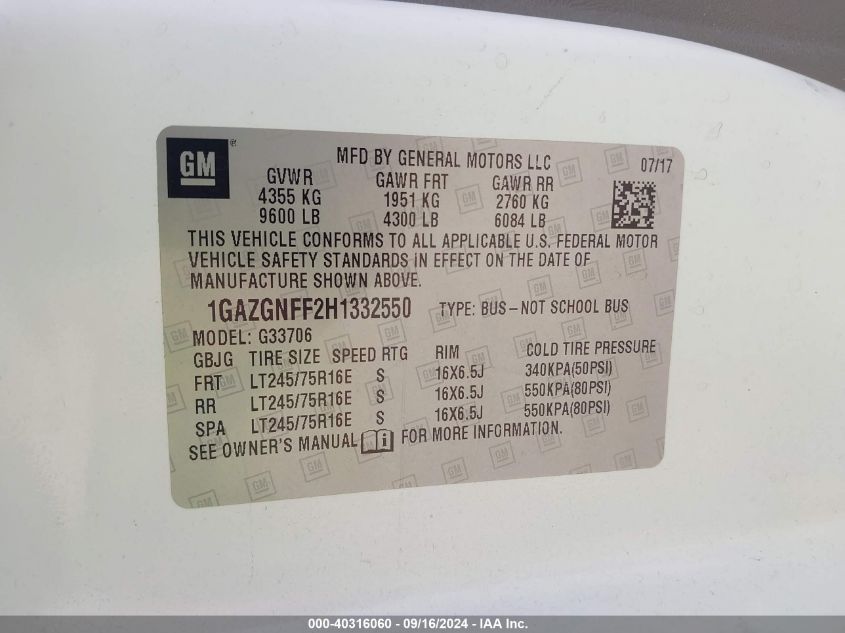 GM
MFD BY GENERAL MOTORS LLC 07/17
GVWR GAWR FRT GAWR RR
4355 KG 1951 KG 2760 KG
9600 LB 4300 LB 6084 LB
THIS VEHICLE CONFORMS TO ALL APPLICABLE U.S. FEDERAL MOTOR
VEHICLE SAFETY STANDARDS IN EFFECT ON THE DATE OF
MANUFACTURE SHOWN ABOVE.
1GAZGNFF2H1332550 TYPE: BUS-NOT SCHOOL BUS
MODEL: G33706
GBJG TIRE SIZE SPEED RTG RIM COLD TIRE PRESSURE
FRT LT245/75R16E S 16X6.5J 340KPA(50PSI)
RR LT245/75R16E S 16X6.5J 550KPA(80PSI)
SPA LT245/75R16E S 16X6.5J 550KPA(80PSI)
SEE OWNER'S MANUAL FOR MORE INFORMATION.
000-40316060 - 09/16/2024 - IAA Inc.